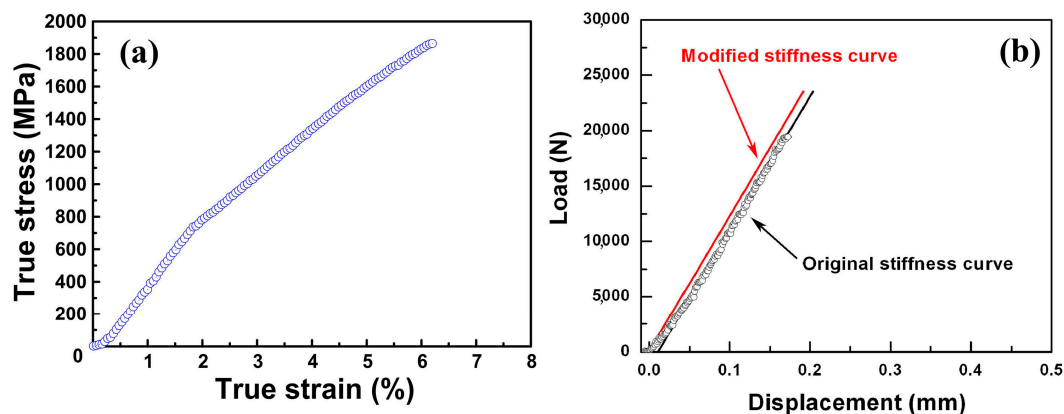 (a)
True stress (MPa)
2000
1800
1600
1400
1200
1000
800
600
400
200
0
1 2 3 4 5 6 7 8
True strain (%)
(b)
Load (N)
30,000
25,000
20,000
15,000
10,000
5,000
0
Modified stiffness curve
Original stiffness curve
0.0 0.1 0.2 0.3 0.4 0.5
Displacement (mm)